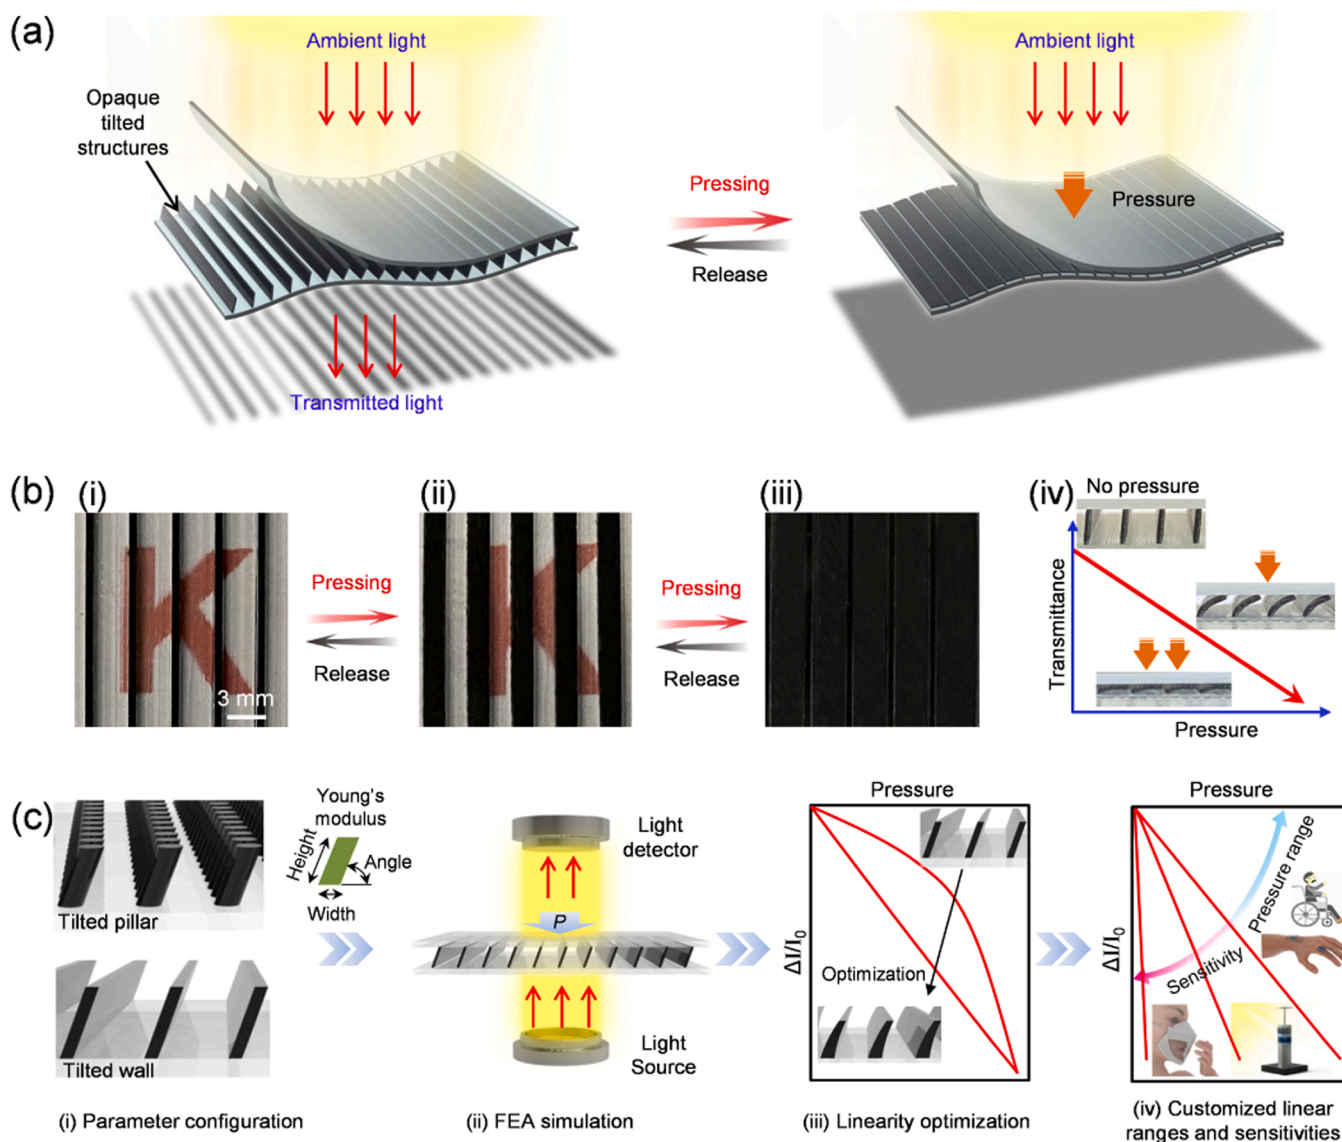 (a)
Ambient light
Ambient light
Opaque
tilted
structures
Pressing
Release
Pressure
Transmitted light
(b)
(i)
(ii)
(iii)
(iv)
K
3 mm
Pressing
Release
K
Pressing
Release
No pressure
Transmittance
Pressure
(c)
Tilted pillar
Tilted wall
Young's
modulus
Height
Angle
Width
Light
detector
P
Light
Source
Pressure
ΔI/I₀
Optimization
Pressure
ΔI/I₀
Pressure range
Sensitivity
(i) Parameter configuration
(ii) FEA simulation
(iii) Linearity optimization
(iv) Customized linear
ranges and sensitivities